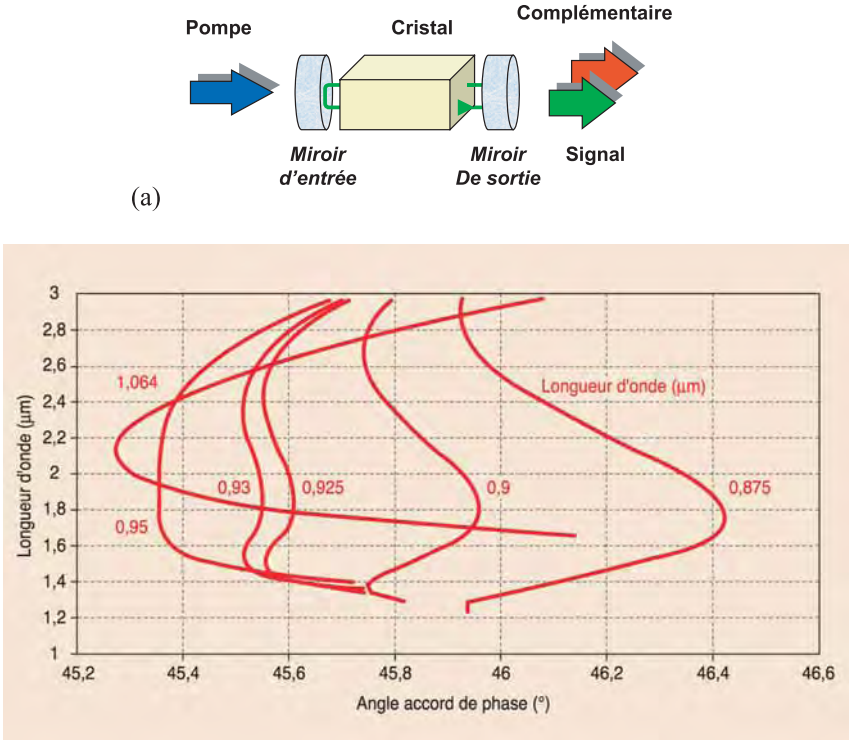 Complémentaire
Pompe
Cristal
Miroir
d'entrée
Miroir
De sortie
Signal
(a)
3
2,8
2,6
2,4
2,2
2
1,8
1,6
1,4
1,2
1
Longueur d'onde (µm)
1,064
Longueur d'onde (µm)
0,93
0,925
0,9
0,875
0,95
45,2
45,4
45,6
45,8
46
46,2
46,4
46,6
Angle accord de phase (°)